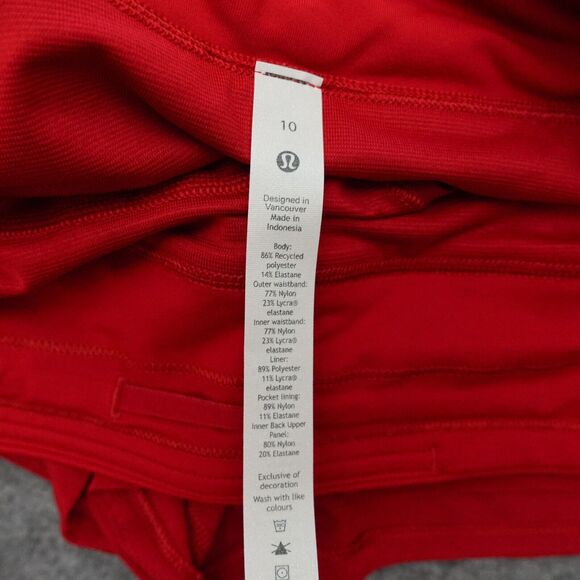 10
Designed in
Vancouver
Made in
Indonesia
Body:
86% Recycled
polyester
14% Elastane
Outer waistband:
77% Nylon
23% Lycra®
elastane
Inner waistband:
77% Nylon
23% Lycra®
elastane
Liner:
89% Polyester
11% Lycra®
elastane
Pocket lining:
89% Nylon
11% Elastane
Inner Back Upper
Panel:
80% Nylon
20% Elastane
Exclusive of
decoration
Wash with like
colours